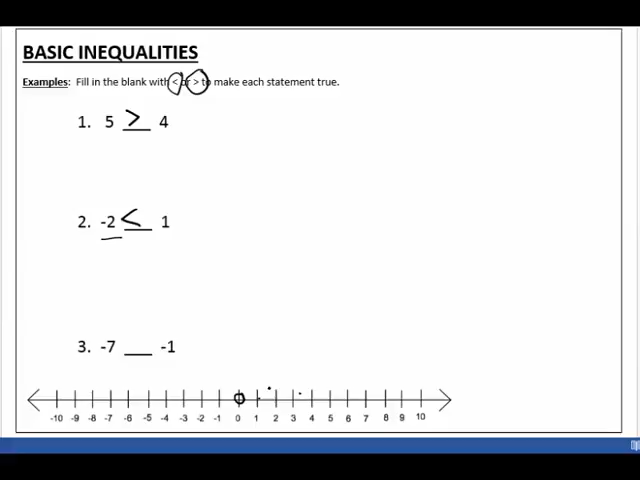 BASIC INEQUALITIES
Examples: Fill in the blank with < or > to make each statement true.
1. 5 > 4
2. -2 < 1
3. -7 ___ -1
-10 -9 -8 -7 -6 -5 -4 -3 -2 -1 0 1 2 3 4 5 6 7 8 9 10